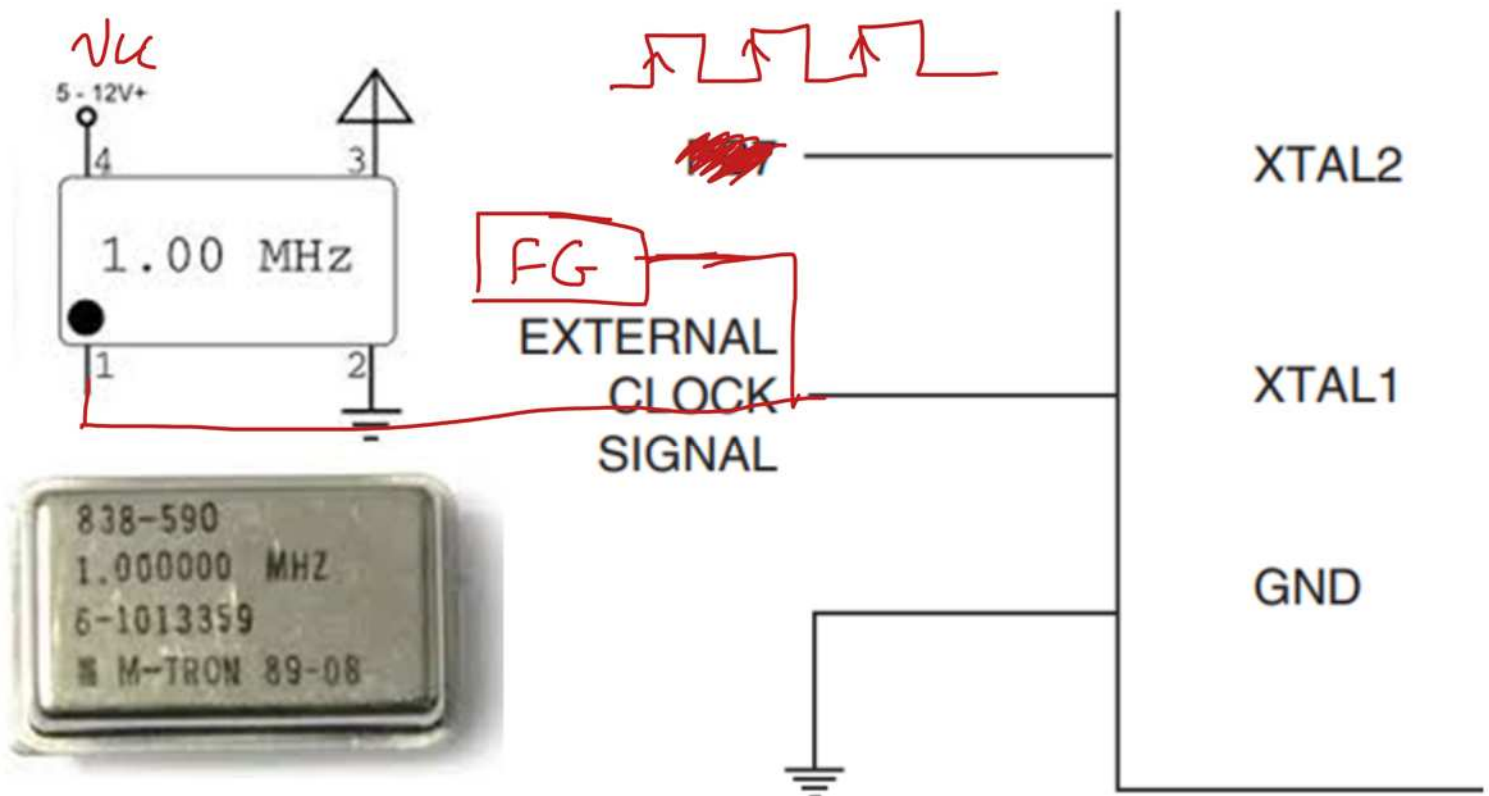 Vcc
5 - 12V+
4
3
1.00 MHz
1
2
FG
EXTERNAL
CLOCK
SIGNAL
XTAL2
XTAL1
GND
838-590
1.000000 MHZ
6-1013359
M-TRON 89-08